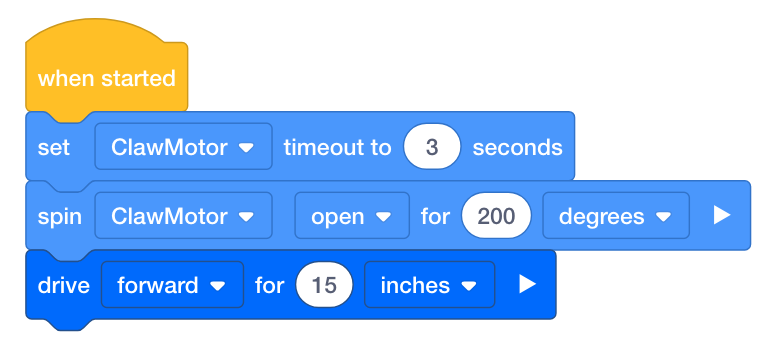 when started
set ClawMotor timeout to 3 seconds
spin ClawMotor open for 200 degrees
drive forward for 15 inches